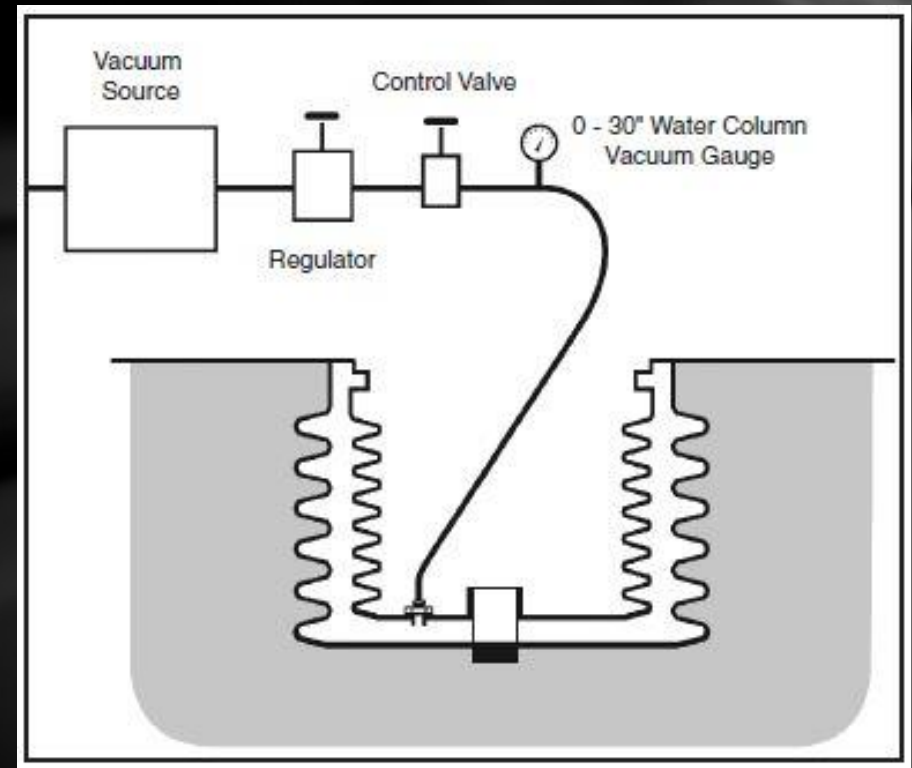 Vacuum
Source
Control Valve
0 - 30" Water Column
Vacuum Gauge
Regulator